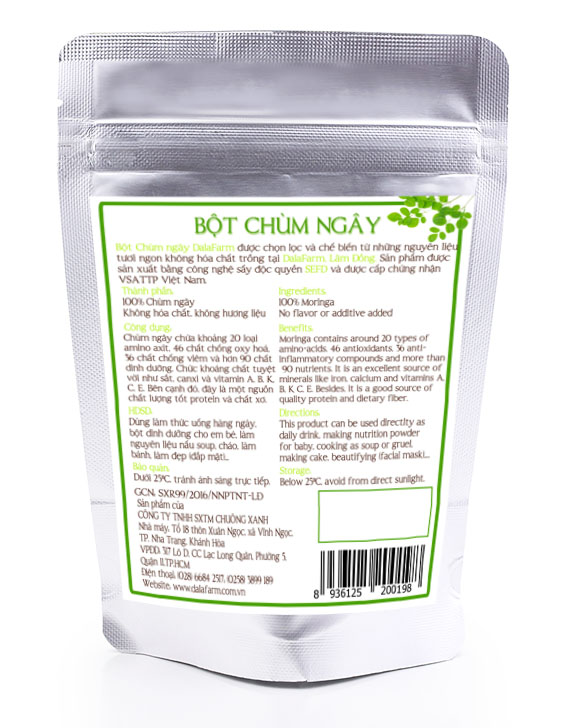 BỘT CHÙM NGÂY
Bột Chùm ngây DalaFarm được chọn lọc và chế biến từ những nguyên liệu
tươi ngon không hóa chất trồng tại DalaFarm, Lâm Đồng. Sản phẩm được
sản xuất bằng công nghệ sấy độc quyền SEFD và được cấp chứng nhận
VSATTP Việt Nam.
Thành phần.
100% Chùm ngây
Không hóa chất, không hương liệu
Công dụng.
Chùm ngây chứa khoảng 20 loại
amino axít, 46 chất chống oxy hoá,
36 chất chống viêm và hơn 90 chất
dinh dưỡng. Chúc khoáng chất tuyệt
vời như sắt, canxi và vitamin A, B, K,
C, E. Bên cạnh đó, đây là một nguồn
chất lượng tốt protein và chất xơ.
HDSD.
Dùng làm thức uống hàng ngày,
bột dinh dưỡng cho em bé, làm
nguyên liệu nấu soup, cháo, làm
bánh, làm đẹp (đắp mặt)...
Bảo quản.
Dưới 25ºC, tránh ánh sáng trực tiếp.
Ingredients.
100% Moringa
No flavor or additive added
Benefits.
Moringa contains around 20 types of
amino-acids, 46 antioxidants, 36 anti-
inflammatory compounds and more than
90 nutrients. It is an excellent source of
minerals like iron, calcium and vitamins A,
B, K, C, E. Besides, it is a good source of
quality protein and dietary fiber.
Directions.
This product can be used directly as
daily drink, making nutrition powder
for baby, cooking as soup or gruel,
making cake, beautifying (facial mask)...
Storage.
Below 25ºC, avoid from direct sunlight.
GCN. SXR99/2016/NNPTNT-LĐ
Sản phẩm của
CÔNG TY TNHH SXTM CHUÔNG XANH
Nhà máy, Tổ 18 thôn Xuân Ngọc, xã Vĩnh Ngọc,
TP. Nha Trang, Khánh Hòa
VPDD: 317 Lô D, CC Lạc Long Quân, Phường 5,
Quận 11, TP.HCM
Điện thoại: (028) 6684 2517, (0258) 3899 189
Website: www.dalafarm.com.vn
8 936125 200198